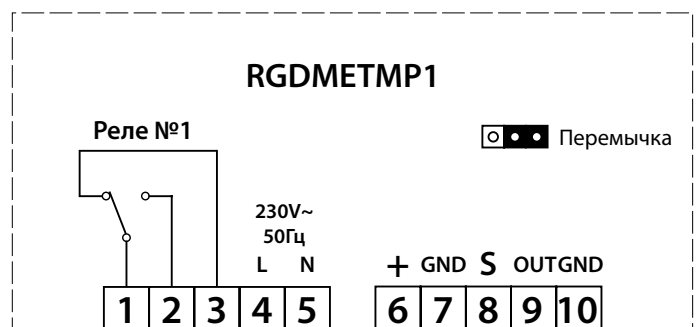 RGDMETMP1
Реле №1
Перемычка
230V~
50Гц
L N
+ GND S OUT GND
1 2 3 4 5 6 7 8 9 10